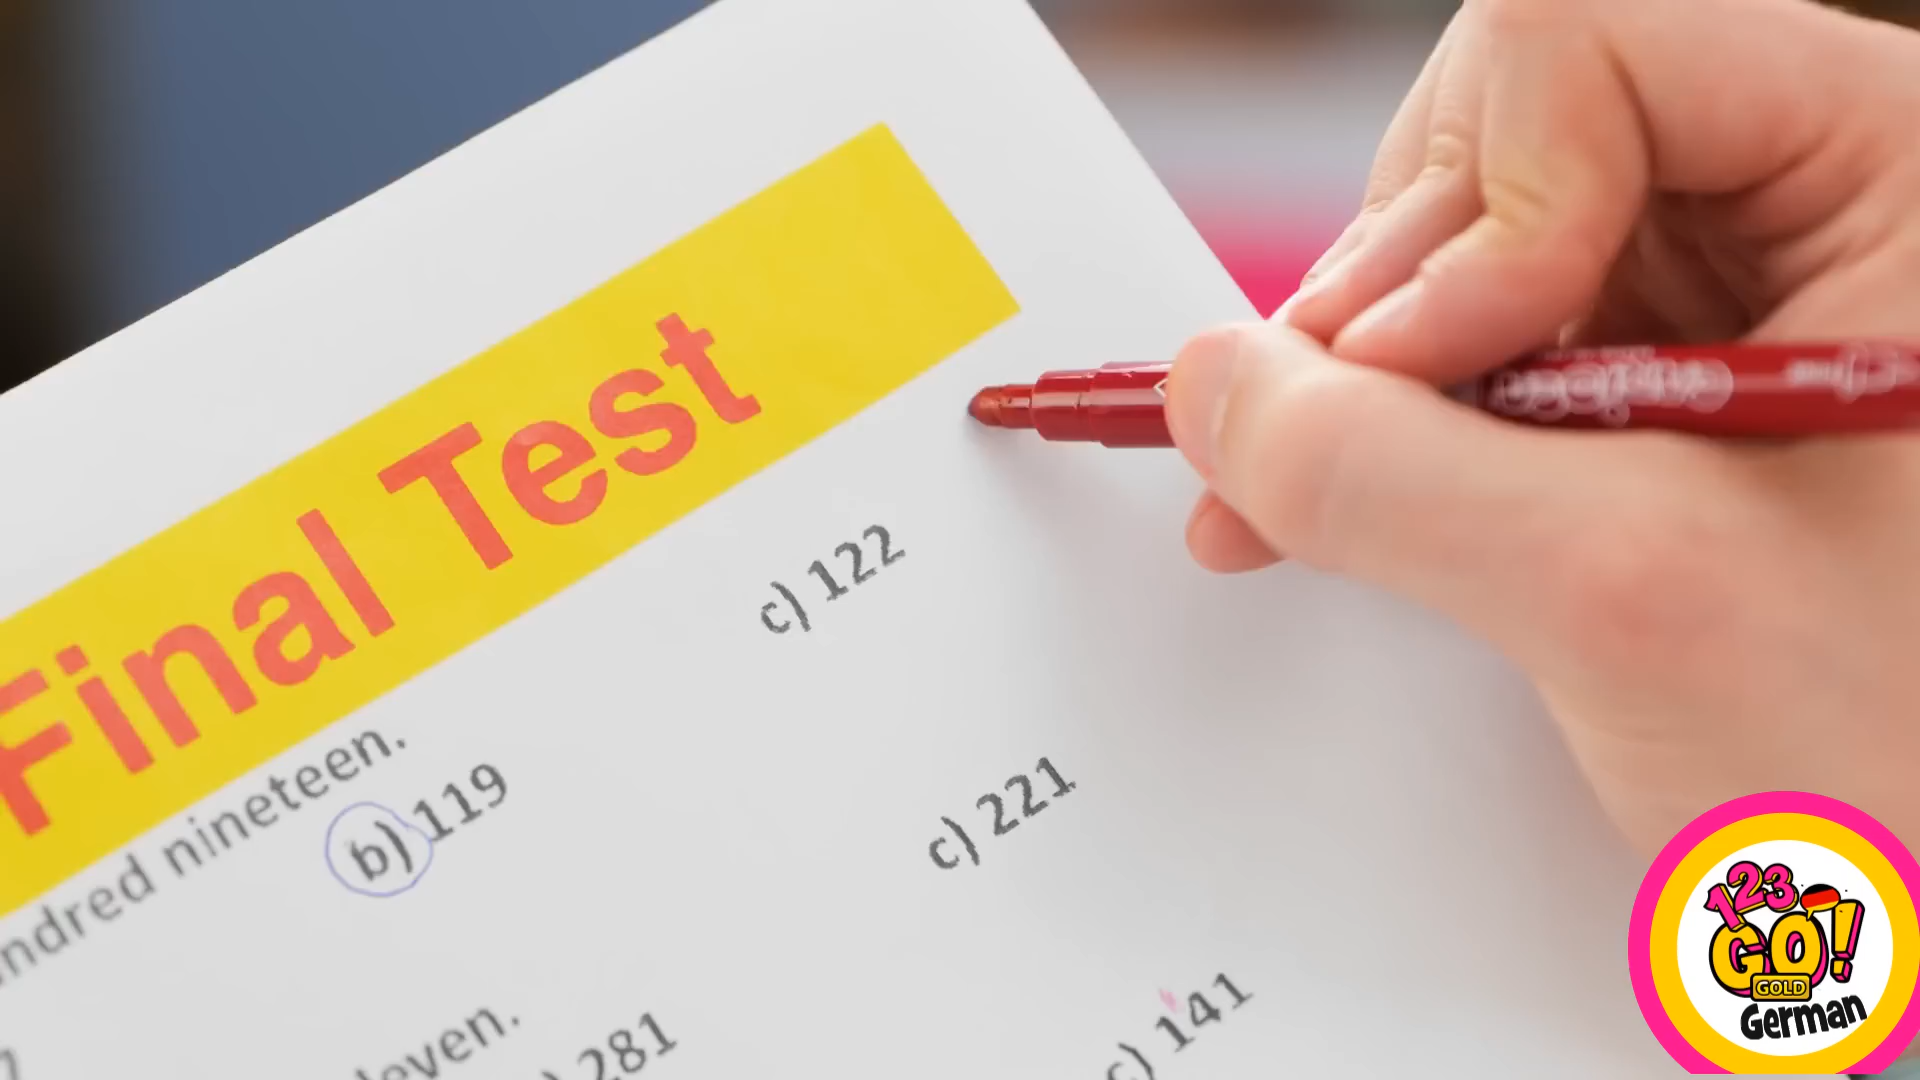 Final Test
ndred nineteen.
b) 119
c) 122
leven.
281
c) 221
c) 141
123
GO!
GOLD
German